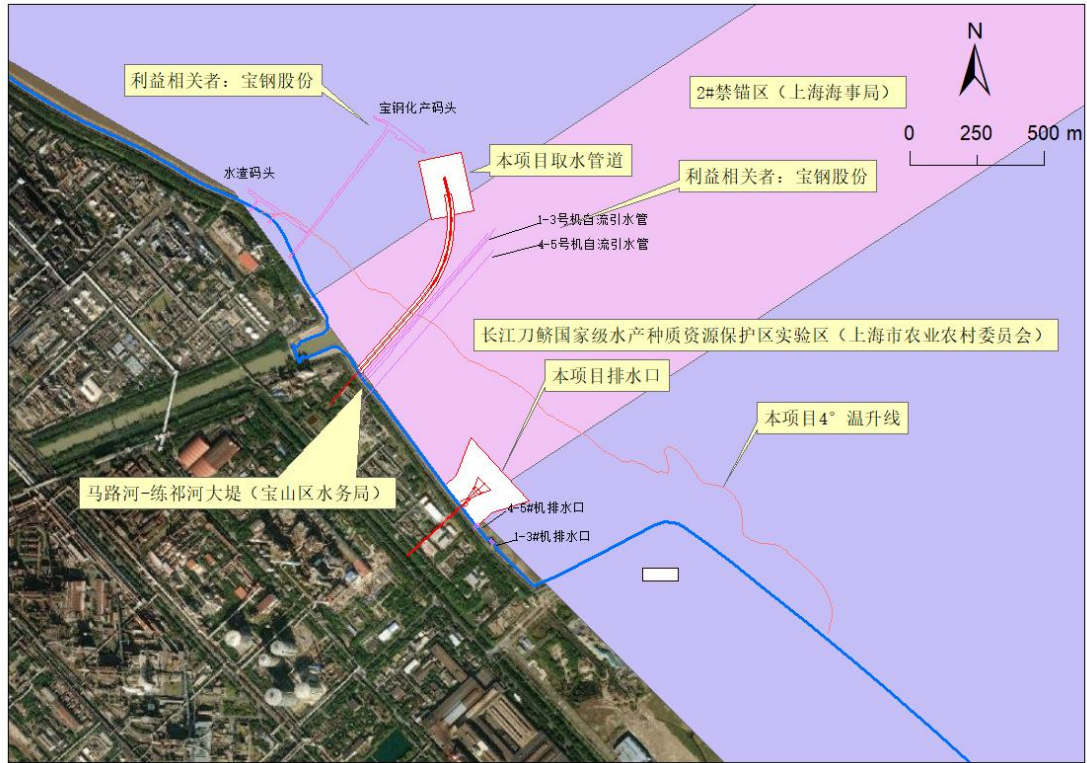 N
利益相关者：宝钢股份
2#禁锚区（上海海事局）
宝钢化产码头
0 250 500 m
本项目取水管道
水渣码头
利益相关者：宝钢股份
1-3号机自流引水管
4-5号机自流引水管
长江刀鲚国家级水产种质资源保护区实验区（上海市农业农村委员会）
本项目排水口
本项目4°温升线
马路河-练祁河大堤（宝山区水务局）
4-5#机排水口
1-3#机排水口